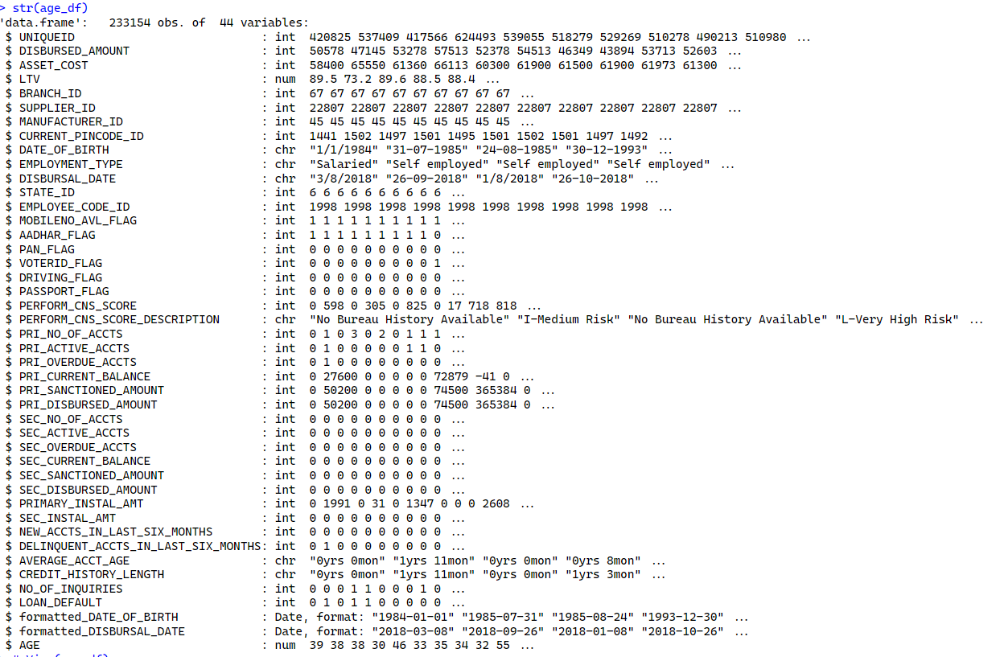 > str(age_df)
'data.frame':   233154 obs. of  44 variables:
 $ UNIQUEID                           : int  420825 537409 417566 624493 539055 518279 529269 510278 490213 510980 ...
 $ DISBURSED_AMOUNT                   : int  50578 47145 53278 57513 52378 54513 46349 43894 53713 52603 ...
 $ ASSET_COST                         : int  58400 65550 61360 66113 60300 61900 61500 61900 61973 61300 ...
 $ LTV                                : num  89.5 73.2 89.6 88.5 88.4 ...
 $ BRANCH_ID                          : int  67 67 67 67 67 67 67 67 67 67 ...
 $ SUPPLIER_ID                        : int  22807 22807 22807 22807 22807 22807 22807 22807 22807 22807 ...
 $ MANUFACTURER_ID                    : int  45 45 45 45 45 45 45 45 45 45 ...
 $ CURRENT_PINCODE_ID                 : int  1441 1502 1497 1501 1495 1501 1502 1501 1497 1492 ...
 $ DATE_OF_BIRTH                      : chr  "1/1/1984" "31-07-1985" "24-08-1985" "30-12-1993" ...
 $ EMPLOYMENT_TYPE                    : chr  "Salaried" "Self employed" "Self employed" "Self employed" ...
 $ DISBURSAL_DATE                     : chr  "3/8/2018" "26-09-2018" "1/8/2018" "26-10-2018" ...
 $ STATE_ID                           : int  6 6 6 6 6 6 6 6 6 6 ...
 $ EMPLOYEE_CODE_ID                   : int  1998 1998 1998 1998 1998 1998 1998 1998 1998 1998 ...
 $ MOBILENO_AVL_FLAG                  : int  1 1 1 1 1 1 1 1 1 1 ...
 $ AADHAR_FLAG                        : int  1 1 1 1 1 1 1 1 1 0 ...
 $ PAN_FLAG                           : int  0 0 0 0 0 0 0 0 0 0 ...
 $ VOTERID_FLAG                       : int  0 0 0 0 0 0 0 0 0 1 ...
 $ DRIVING_FLAG                       : int  0 0 0 0 0 0 0 0 0 0 ...
 $ PASSPORT_FLAG                      : int  0 0 0 0 0 0 0 0 0 0 ...
 $ PERFORM_CNS_SCORE                  : int  0 598 0 305 0 825 0 17 718 818 ...
 $ PERFORM_CNS_SCORE_DESCRIPTION      : chr  "No Bureau History Available" "I-Medium Risk" "No Bureau History Available" "L-Very High Risk" ...
 $ PRI_NO_OF_ACCTS                    : int  0 1 0 3 0 2 0 1 1 1 ...
 $ PRI_ACTIVE_ACCTS                   : int  0 1 0 0 0 0 0 1 1 0 ...
 $ PRI_OVERDUE_ACCTS                  : int  0 1 0 0 0 0 0 0 0 0 ...
 $ PRI_CURRENT_BALANCE                : int  0 27600 0 0 0 0 0 72879 -41 0 ...
 $ PRI_SANCTIONED_AMOUNT              : int  0 50200 0 0 0 0 0 74500 365384 0 ...
 $ PRI_DISBURSED_AMOUNT               : int  0 50200 0 0 0 0 0 74500 365384 0 ...
 $ SEC_NO_OF_ACCTS                    : int  0 0 0 0 0 0 0 0 0 0 ...
 $ SEC_ACTIVE_ACCTS                   : int  0 0 0 0 0 0 0 0 0 0 ...
 $ SEC_OVERDUE_ACCTS                  : int  0 0 0 0 0 0 0 0 0 0 ...
 $ SEC_CURRENT_BALANCE                : int  0 0 0 0 0 0 0 0 0 0 ...
 $ SEC_SANCTIONED_AMOUNT              : int  0 0 0 0 0 0 0 0 0 0 ...
 $ SEC_DISBURSED_AMOUNT               : int  0 0 0 0 0 0 0 0 0 0 ...
 $ PRIMARY_INSTAL_AMT                 : int  0 1991 0 31 0 1347 0 0 0 2608 ...
 $ SEC_INSTAL_AMT                     : int  0 0 0 0 0 0 0 0 0 0 ...
 $ NEW_ACCTS_IN_LAST_SIX_MONTHS       : int  0 0 0 0 0 0 0 0 0 0 ...
 $ DELINQUENT_ACCTS_IN_LAST_SIX_MONTHS: int  0 1 0 0 0 0 0 0 0 0 ...
 $ AVERAGE_ACCT_AGE                   : chr  "0yrs 0mon" "1yrs 11mon" "0yrs 0mon" "0yrs 8mon" ...
 $ CREDIT_HISTORY_LENGTH              : chr  "0yrs 0mon" "1yrs 11mon" "0yrs 0mon" "1yrs 3mon" ...
 $ NO_OF_INQUIRIES                    : int  0 0 0 1 1 0 0 0 1 0 ...
 $ LOAN_DEFAULT                       : int  0 1 0 1 1 0 0 0 0 0 ...
 $ formatted_DATE_OF_BIRTH            : Date, format: "1984-01-01" "1985-07-31" "1985-08-24" "1993-12-30" ...
 $ formatted_DISBURSAL_DATE           : Date, format: "2018-03-08" "2018-09-26" "2018-01-08" "2018-10-26" ...
 $ AGE                                : num  39 38 38 30 46 33 35 34 32 55 ...